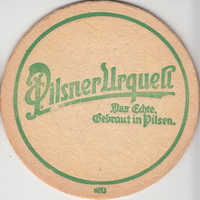 Pilsner Urquell
Das Echte.
Gebraut in Pilsen.